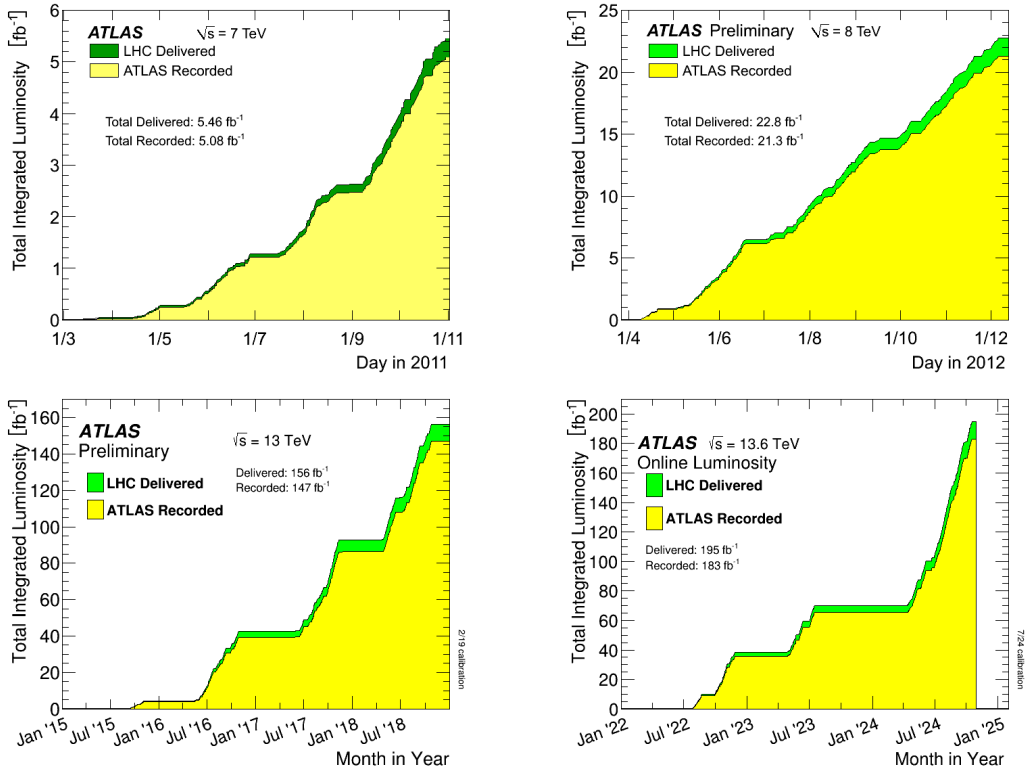 ATLAS √s = 7 TeV
LHC Delivered
ATLAS Recorded
Total Delivered: 5.46 fb⁻¹
Total Recorded: 5.08 fb⁻¹
Total Integrated Luminosity [fb⁻¹]
6
5
4
3
2
1
0
1/3 1/5 1/7 1/9 1/11
Day in 2011
ATLAS Preliminary √s = 8 TeV
LHC Delivered
ATLAS Recorded
Total Delivered: 22.8 fb⁻¹
Total Recorded: 21.3 fb⁻¹
Total Integrated Luminosity [fb⁻¹]
25
20
15
10
5
0
1/4 1/6 1/8 1/10 1/12
Day in 2012
ATLAS
Preliminary
√s = 13 TeV
Delivered: 156 fb⁻¹
Recorded: 147 fb⁻¹
LHC Delivered
ATLAS Recorded
Total Integrated Luminosity [fb⁻¹]
160
140
120
100
80
60
40
20
0
Jan '15 Jul '15 Jan '16 Jul '16 Jan '17 Jul '17 Jan '18 Jul '18
Month in Year
2/19 calibration
ATLAS √s = 13.6 TeV
Online Luminosity
LHC Delivered
ATLAS Recorded
Delivered: 195 fb⁻¹
Recorded: 183 fb⁻¹
Total Integrated Luminosity [fb⁻¹]
200
180
160
140
120
100
80
60
40
20
0
Jan '22 Jul '22 Jan '23 Jul '23 Jan '24 Jul '24 Jan '25
Month in Year
7/24 calibration